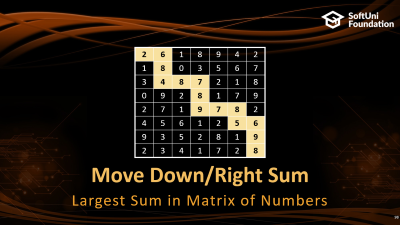 SoftUni
Foundation
2 6 1 8 9 4 2
1 8 0 3 5 6 7
3 4 8 7 2 1 8
0 9 2 8 1 7 9
2 7 1 9 7 8 2
4 5 6 1 2 5 6
9 3 5 2 8 1 9
2 3 4 1 7 2 8
Move Down/Right Sum
Largest Sum in Matrix of Numbers